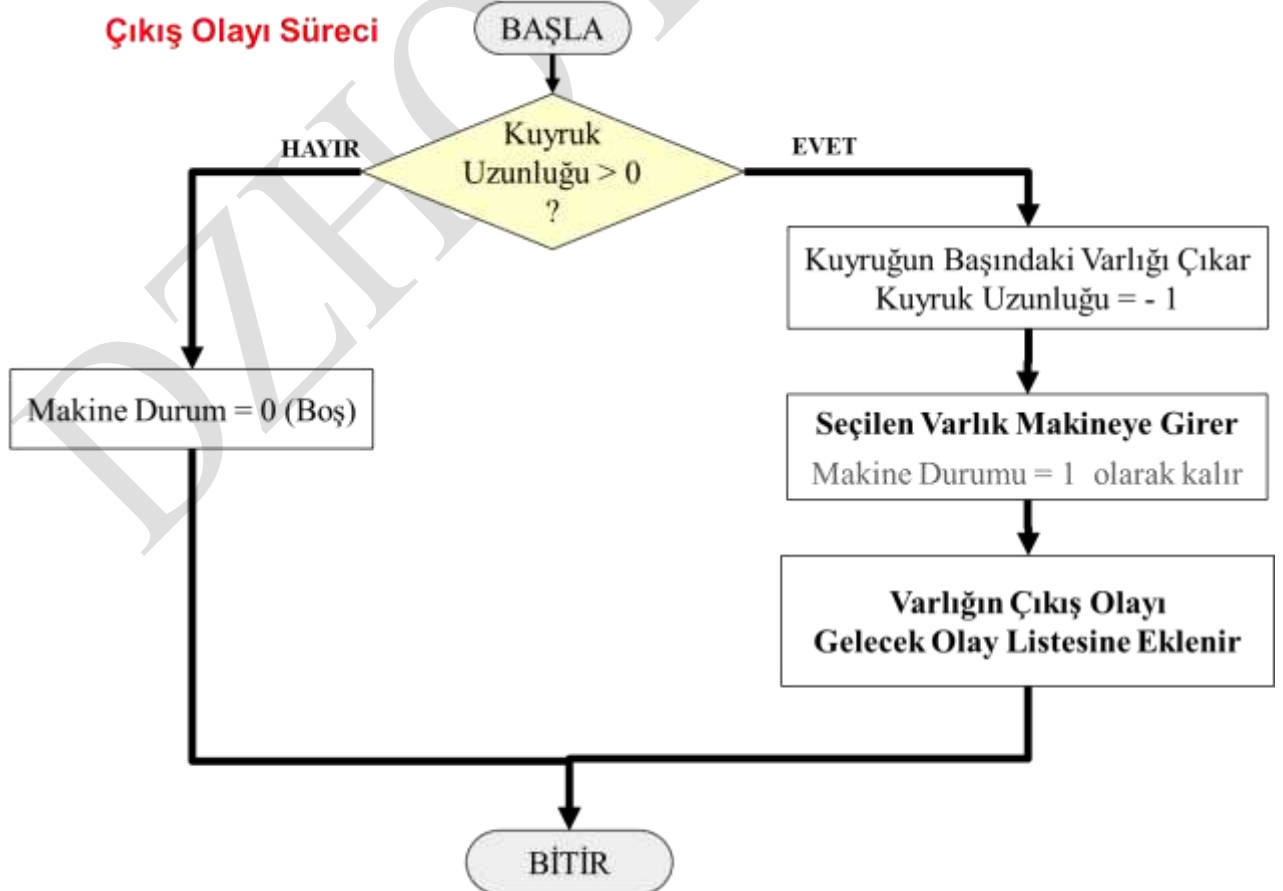 Çıkış Olayı Süreci
BAŞLA
Kuyruk
Uzunluğu > 0
?
HAYIR
EVET
Kuyruğun Başındaki Varlığı Çıkar
Kuyruk Uzunluğu = - 1
Makine Durum = 0 (Boş)
Seçilen Varlık Makineye Girer
Makine Durumu = 1 olarak kalır
Varlığın Çıkış Olayı
Gelecek Olay Listesine Eklenir
BİTİR